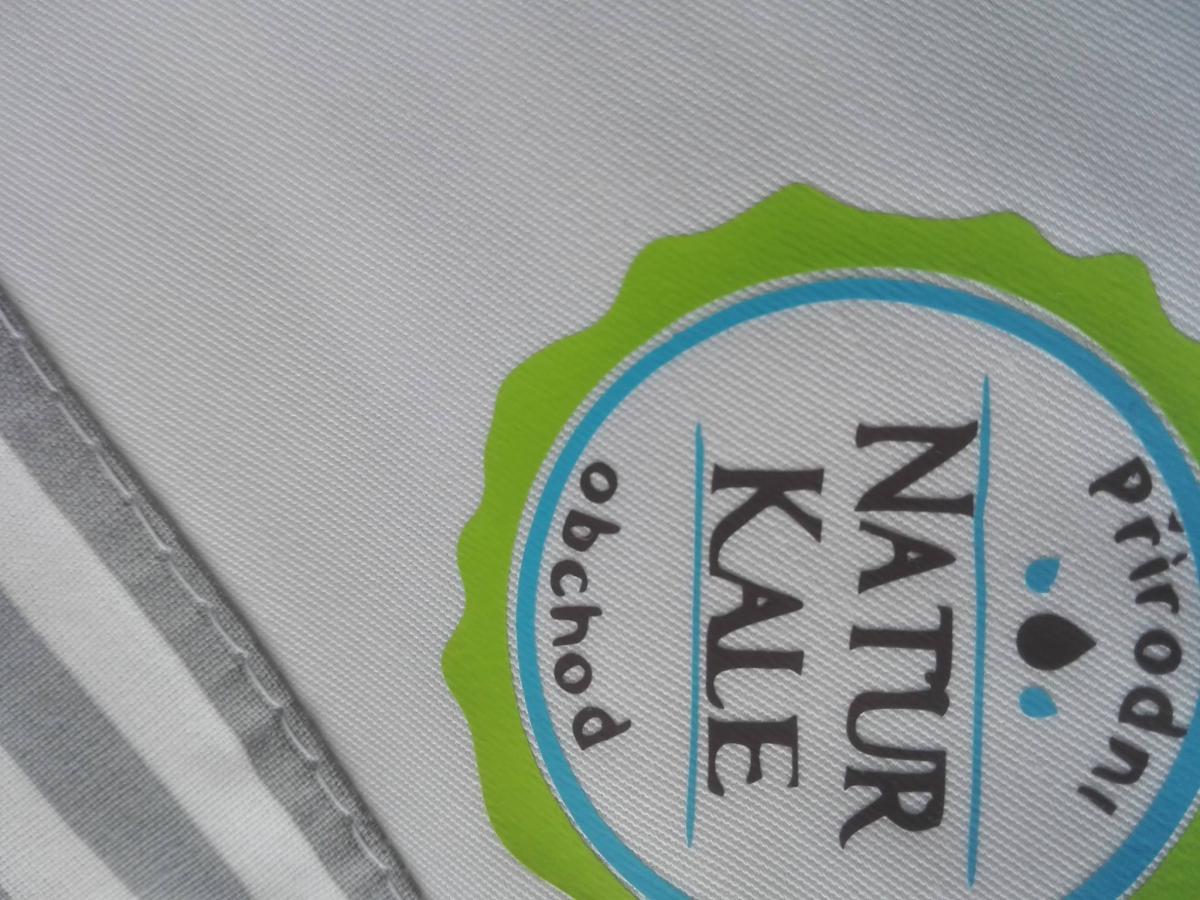 přírodní
NATUR
KALE
obchod